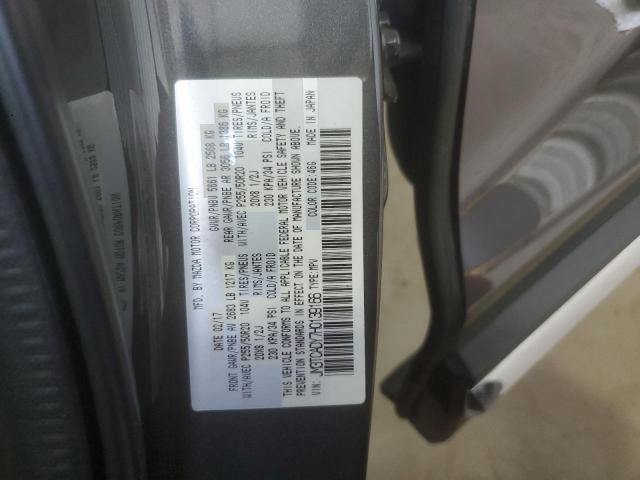 MFD. BY MAZDA MOTOR CORPORATION
DATE 02/17 GVWR/PNBV 5661 LB 2568 KG
FRONT GAWR/PNBE AV 2683 LB 1217 KG REAR GAWR/PNBE AR 3056 LB 1386 KG
WITH/AVEC P255/50R20 104V TIRES/PNEUS WITH/AVEC P255/50R20 104V TIRES/PNEUS
20X8 1/2J RIMS/JANTES 20X8 1/2J RIMS/JANTES
230 KPA/34 PSI COLD/A FROID 230 KPA/34 PSI COLD/A FROID
THIS VEHICLE CONFORMS TO ALL APPLICABLE FEDERAL MOTOR VEHICLE SAFETY AND THEFT
PREVENTION STANDARDS IN EFFECT ON THE DATE OF MANUFACTURE SHOWN ABOVE.
VIN: JM3TCADY7H0139166 TYPE: MPV COLOR CODE: 46G MADE IN JAPAN